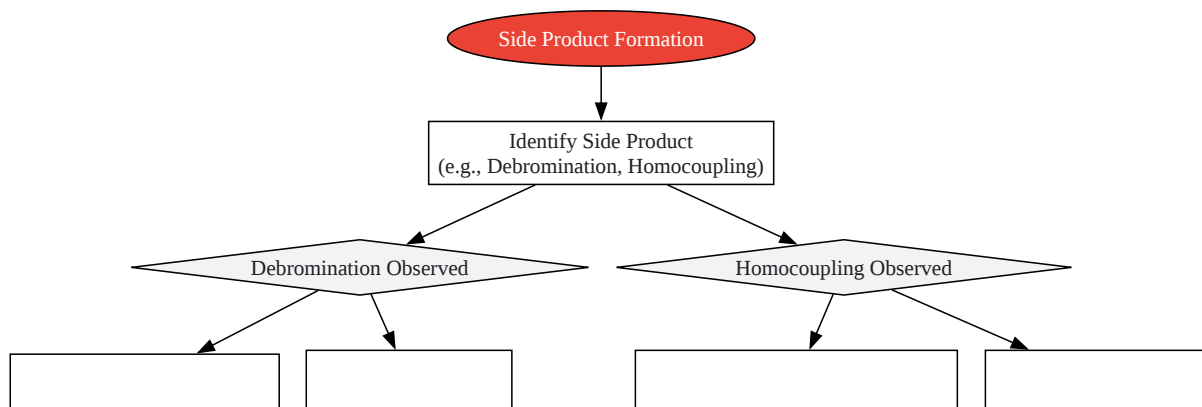 Side Product Formation
Identify Side Product
(e.g., Debromination, Homocoupling)
Debromination Observed
Homocoupling Observed